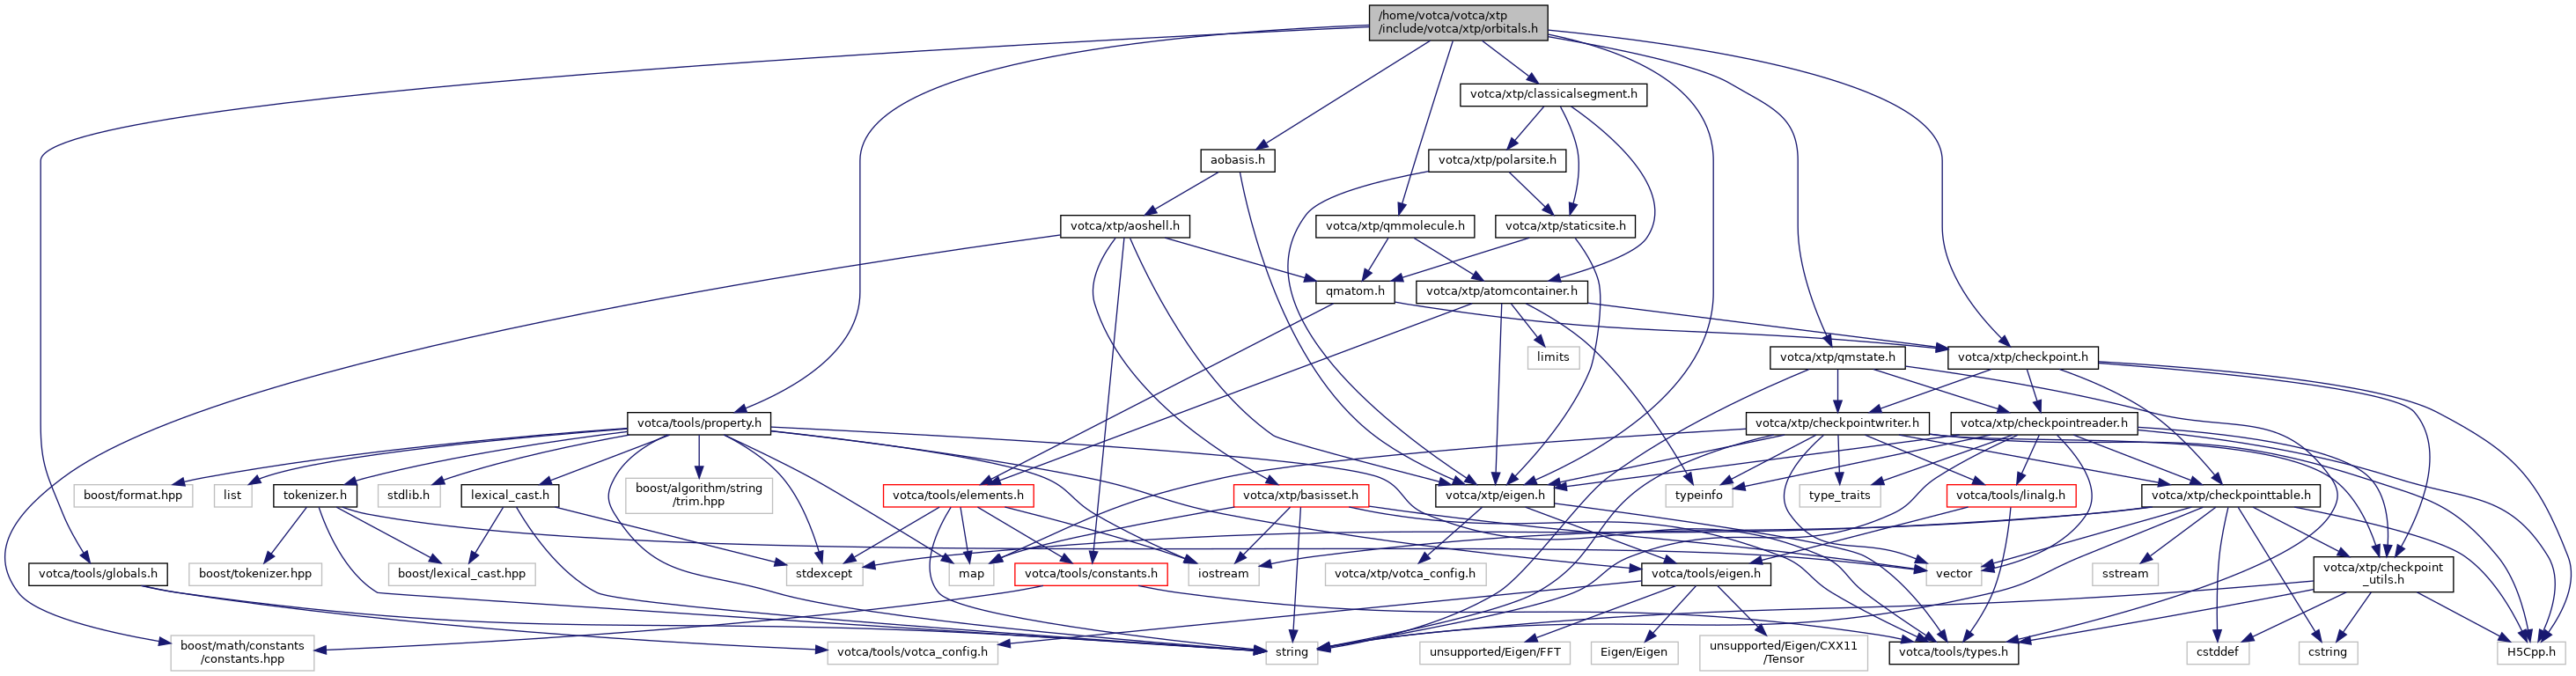 /home/votca/votca/xtp
/include/votca/xtp/orbitals.h
votca/xtp/classicalsegment.h
aobasis.h
votca/xtp/polarsite.h
votca/xtp/aoshell.h
votca/xtp/qmmolecule.h
votca/xtp/staticsite.h
qmatom.h
votca/xtp/atomcontainer.h
limits
votca/xtp/qmstate.h
votca/xtp/checkpoint.h
votca/tools/property.h
votca/xtp/checkpointwriter.h
votca/xtp/checkpointreader.h
boost/format.hpp
list
tokenizer.h
stdlib.h
lexical_cast.h
boost/algorithm/string
/trim.hpp
votca/tools/elements.h
votca/xtp/basisset.h
votca/xtp/eigen.h
typeinfo
type_traits
votca/tools/linalg.h
votca/xtp/checkpointtable.h
votca/tools/globals.h
boost/tokenizer.hpp
boost/lexical_cast.hpp
stdexcept
map
votca/tools/constants.h
iostream
votca/xtp/votca_config.h
votca/tools/eigen.h
vector
sstream
votca/xtp/checkpoint
_utils.h
boost/math/constants
/constants.hpp
votca/tools/votca_config.h
string
unsupported/Eigen/FFT
Eigen/Eigen
unsupported/Eigen/CXX11
/Tensor
votca/tools/types.h
cstddef
cstring
H5Cpp.h